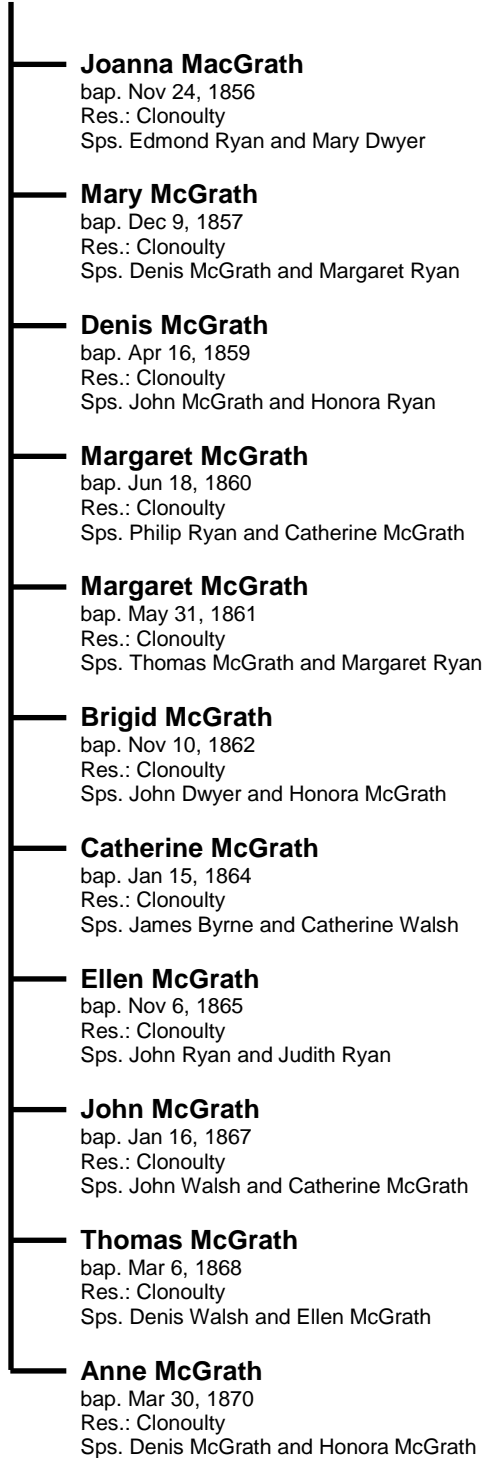 Joanna MacGrath
bap. Nov 24, 1856
Res.: Clonoulty
Sps. Edmond Ryan and Mary Dwyer
Mary McGrath
bap. Dec 9, 1857
Res.: Clonoulty
Sps. Denis McGrath and Margaret Ryan
Denis McGrath
bap. Apr 16, 1859
Res.: Clonoulty
Sps. John McGrath and Honora Ryan
Margaret McGrath
bap. Jun 18, 1860
Res.: Clonoulty
Sps. Philip Ryan and Catherine McGrath
Margaret McGrath
bap. May 31, 1861
Res.: Clonoulty
Sps. Thomas McGrath and Margaret Ryan
Brigid McGrath
bap. Nov 10, 1862
Res.: Clonoulty
Sps. John Dwyer and Honora McGrath
Catherine McGrath
bap. Jan 15, 1864
Res.: Clonoulty
Sps. James Byrne and Catherine Walsh
Ellen McGrath
bap. Nov 6, 1865
Res.: Clonoulty
Sps. John Ryan and Judith Ryan
John McGrath
bap. Jan 16, 1867
Res.: Clonoulty
Sps. John Walsh and Catherine McGrath
Thomas McGrath
bap. Mar 6, 1868
Res.: Clonoulty
Sps. Denis Walsh and Ellen McGrath
Anne McGrath
bap. Mar 30, 1870
Res.: Clonoulty
Sps. Denis McGrath and Honora McGrath